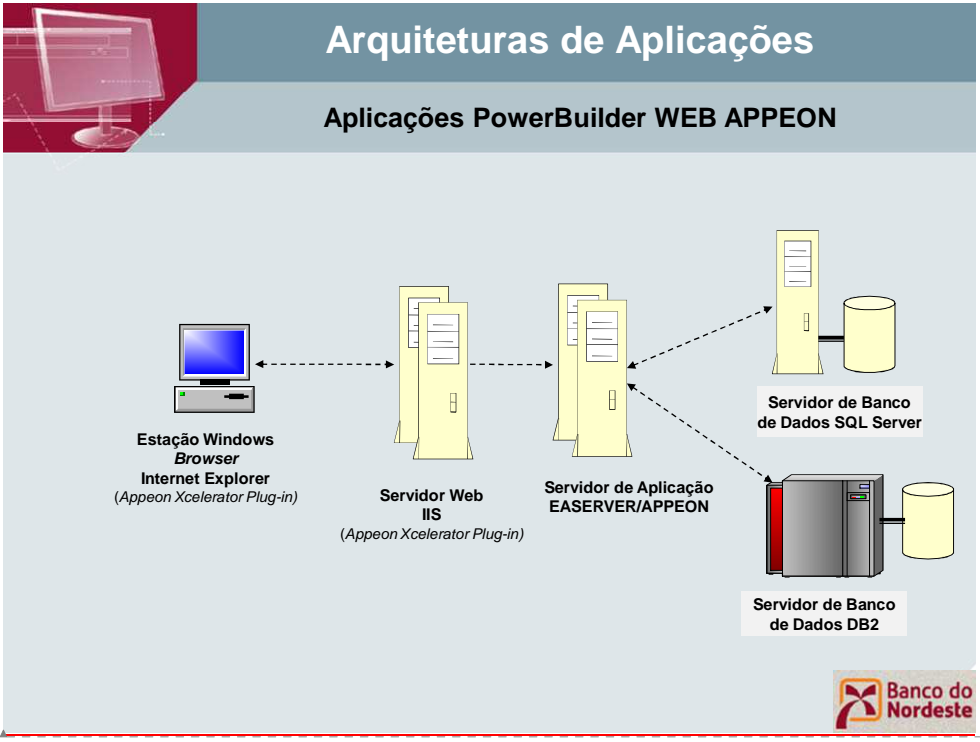 Arquiteturas de Aplicações
Aplicações PowerBuilder WEB APPEON
Estação Windows
Browser
Internet Explorer
(Appeon Xcelerator Plug-in)
Servidor Web
IIS
(Appeon Xcelerator Plug-in)
Servidor de Aplicação
EASERVER/APPEON
Servidor de Banco
de Dados SQL Server
Servidor de Banco
de Dados DB2
Banco do
Nordeste